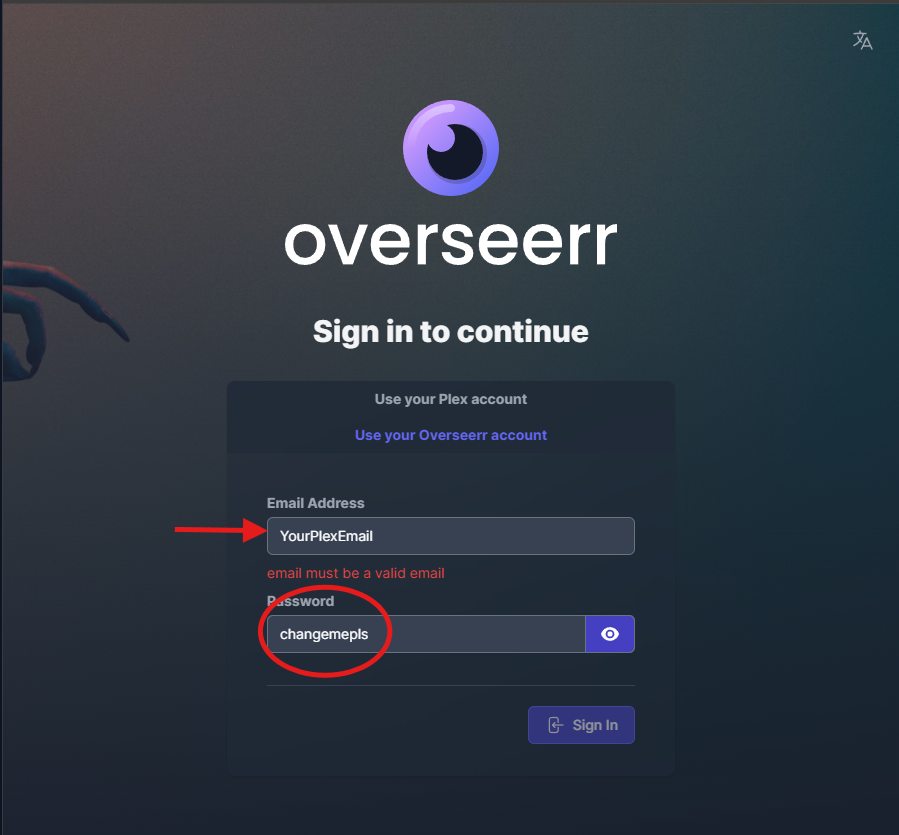 overseerr
Sign in to continue
Use your Plex account
Use your Overseerr account
Email Address
YourPlexEmail
email must be a valid email
Password
changemepls
Sign In